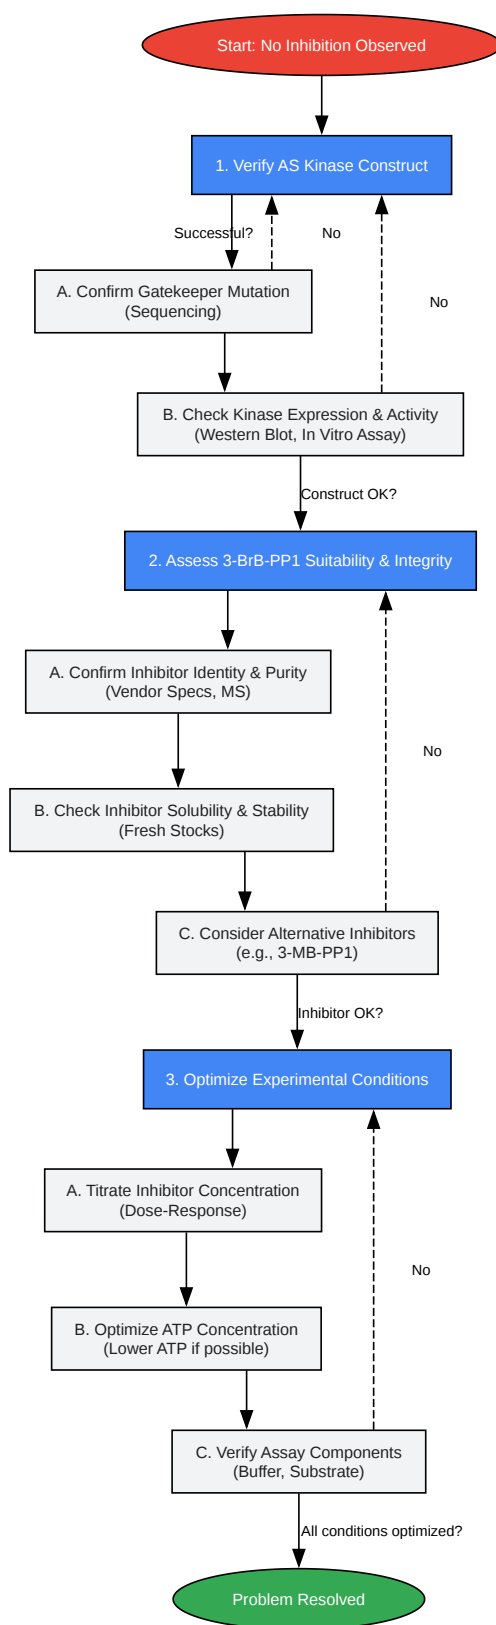 Start: No Inhibition Observed
1. Verify AS Kinase Construct
Successful?
No
A. Confirm Gatekeeper Mutation
(Sequencing)
No
B. Check Kinase Expression & Activity
(Western Blot, In Vitro Assay)
Construct OK?
2. Assess 3-BrB-PP1 Suitability & Integrity
A. Confirm Inhibitor Identity & Purity
(Vendor Specs, MS)
No
B. Check Inhibitor Solubility & Stability
(Fresh Stocks)
C. Consider Alternative Inhibitors
(e.g., 3-MB-PP1)
Inhibitor OK?
3. Optimize Experimental Conditions
A. Titrate Inhibitor Concentration
(Dose-Response)
No
B. Optimize ATP Concentration
(Lower ATP if possible)
C. Verify Assay Components
(Buffer, Substrate)
All conditions optimized?
Problem Resolved